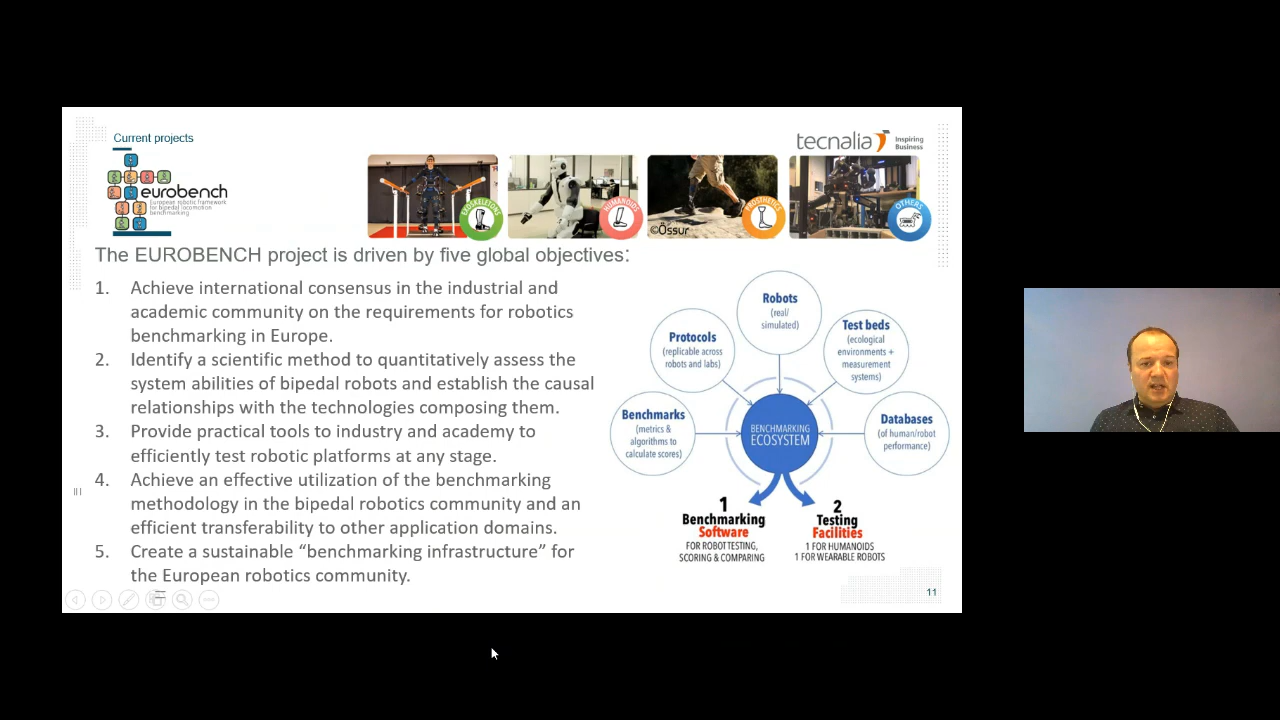 Current projects
tecnalia Inspiring
Business
eurobench
European robotic framework
for bipedal locomotion
benchmarking
EXOSKELETONS
HUMANOIDS
©Össur
PROSTHETICS
OTHERS
The EUROBENCH project is driven by five global objectives:
1. Achieve international consensus in the industrial and
academic community on the requirements for robotics
benchmarking in Europe.
2. Identify a scientific method to quantitatively assess the
system abilities of bipedal robots and establish the causal
relationships with the technologies composing them.
3. Provide practical tools to industry and academy to
efficiently test robotic platforms at any stage.
4. Achieve an effective utilization of the benchmarking
methodology in the bipedal robotics community and an
efficient transferability to other application domains.
5. Create a sustainable “benchmarking infrastructure” for
the European robotics community.
Robots
(real/
simulated)
Protocols
(replicable across
robots and labs)
Test beds
(ecological
environments +
measurement
systems)
Benchmarks
(metrics &
algorithms to
calculate scores)
Databases
(of human/robot
performance)
BENCHMARKING
ECOSYSTEM
1
Benchmarking
Software
FOR ROBOT TESTING,
SCORING & COMPARING
2
Testing
Facilities
1 FOR HUMANOIDS
1 FOR WEARABLE ROBOTS
11